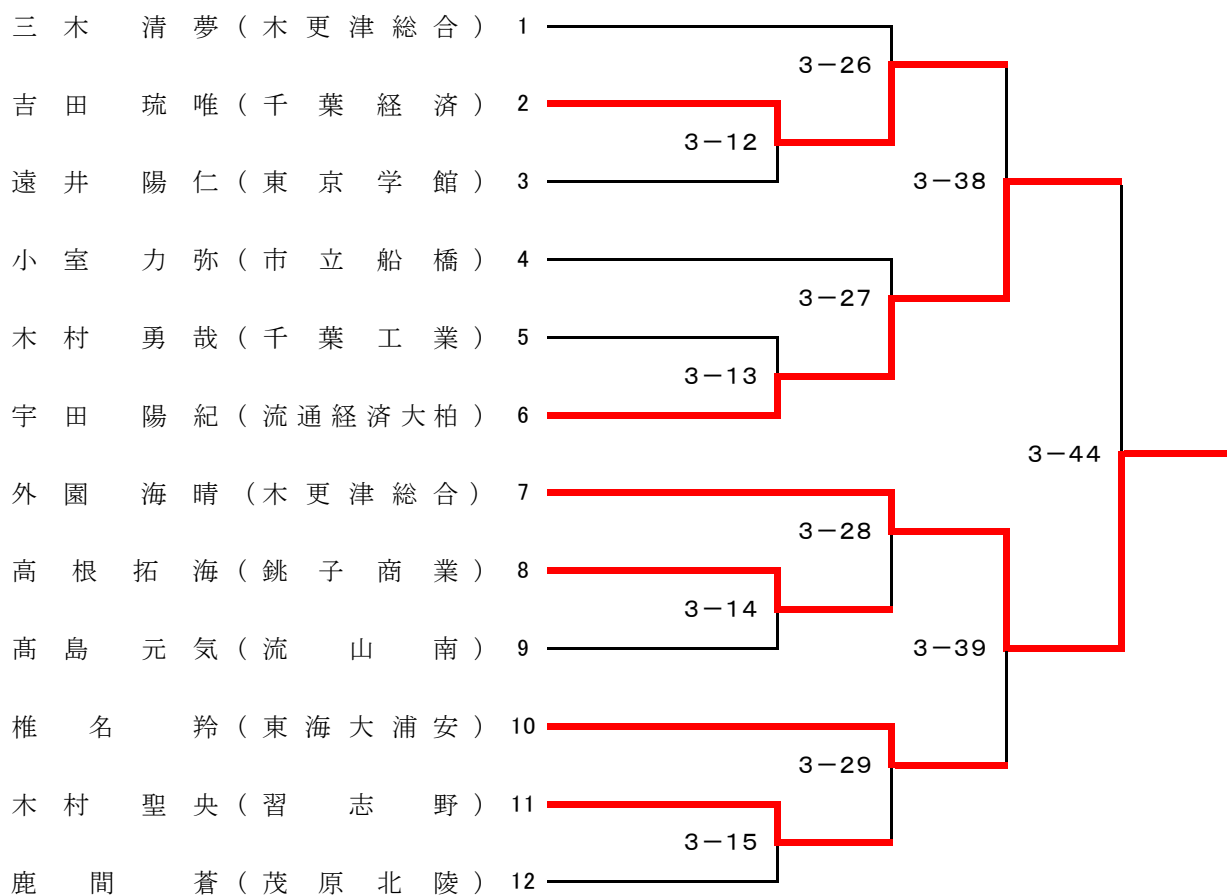 三木 清夢(木更津総合) 1
3－26
吉田 琉唯(千葉経済) 2
3－12
遠井 陽仁(東京学館) 3
3－38
小室 力弥(市立船橋) 4
3－27
木村 勇哉(千葉工業) 5
3－13
宇田 陽紀(流通経済大柏) 6
3－44
外園 海晴(木更津総合) 7
3－28
高根拓海(銚子商業) 8
3－14
髙島 元気(流山南) 9
3－39
椎名 羚(東海大浦安) 10
3－29
木村 聖央(習志野) 11
3－15
鹿間 蒼(茂原北陵) 12